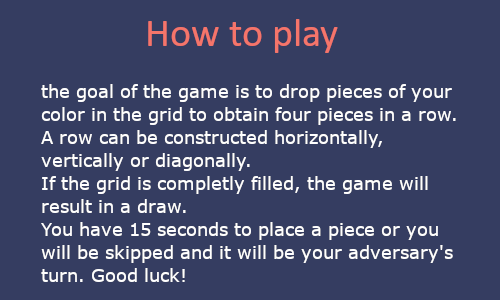 How to play
the goal of the game is to drop pieces of your
color in the grid to obtain four pieces in a row.
A row can be constructed horizontally,
vertically or diagonally.
If the grid is completly filled, the game will
result in a draw.
You have 15 seconds to place a piece or you
will be skipped and it will be your adversary's
turn. Good luck!